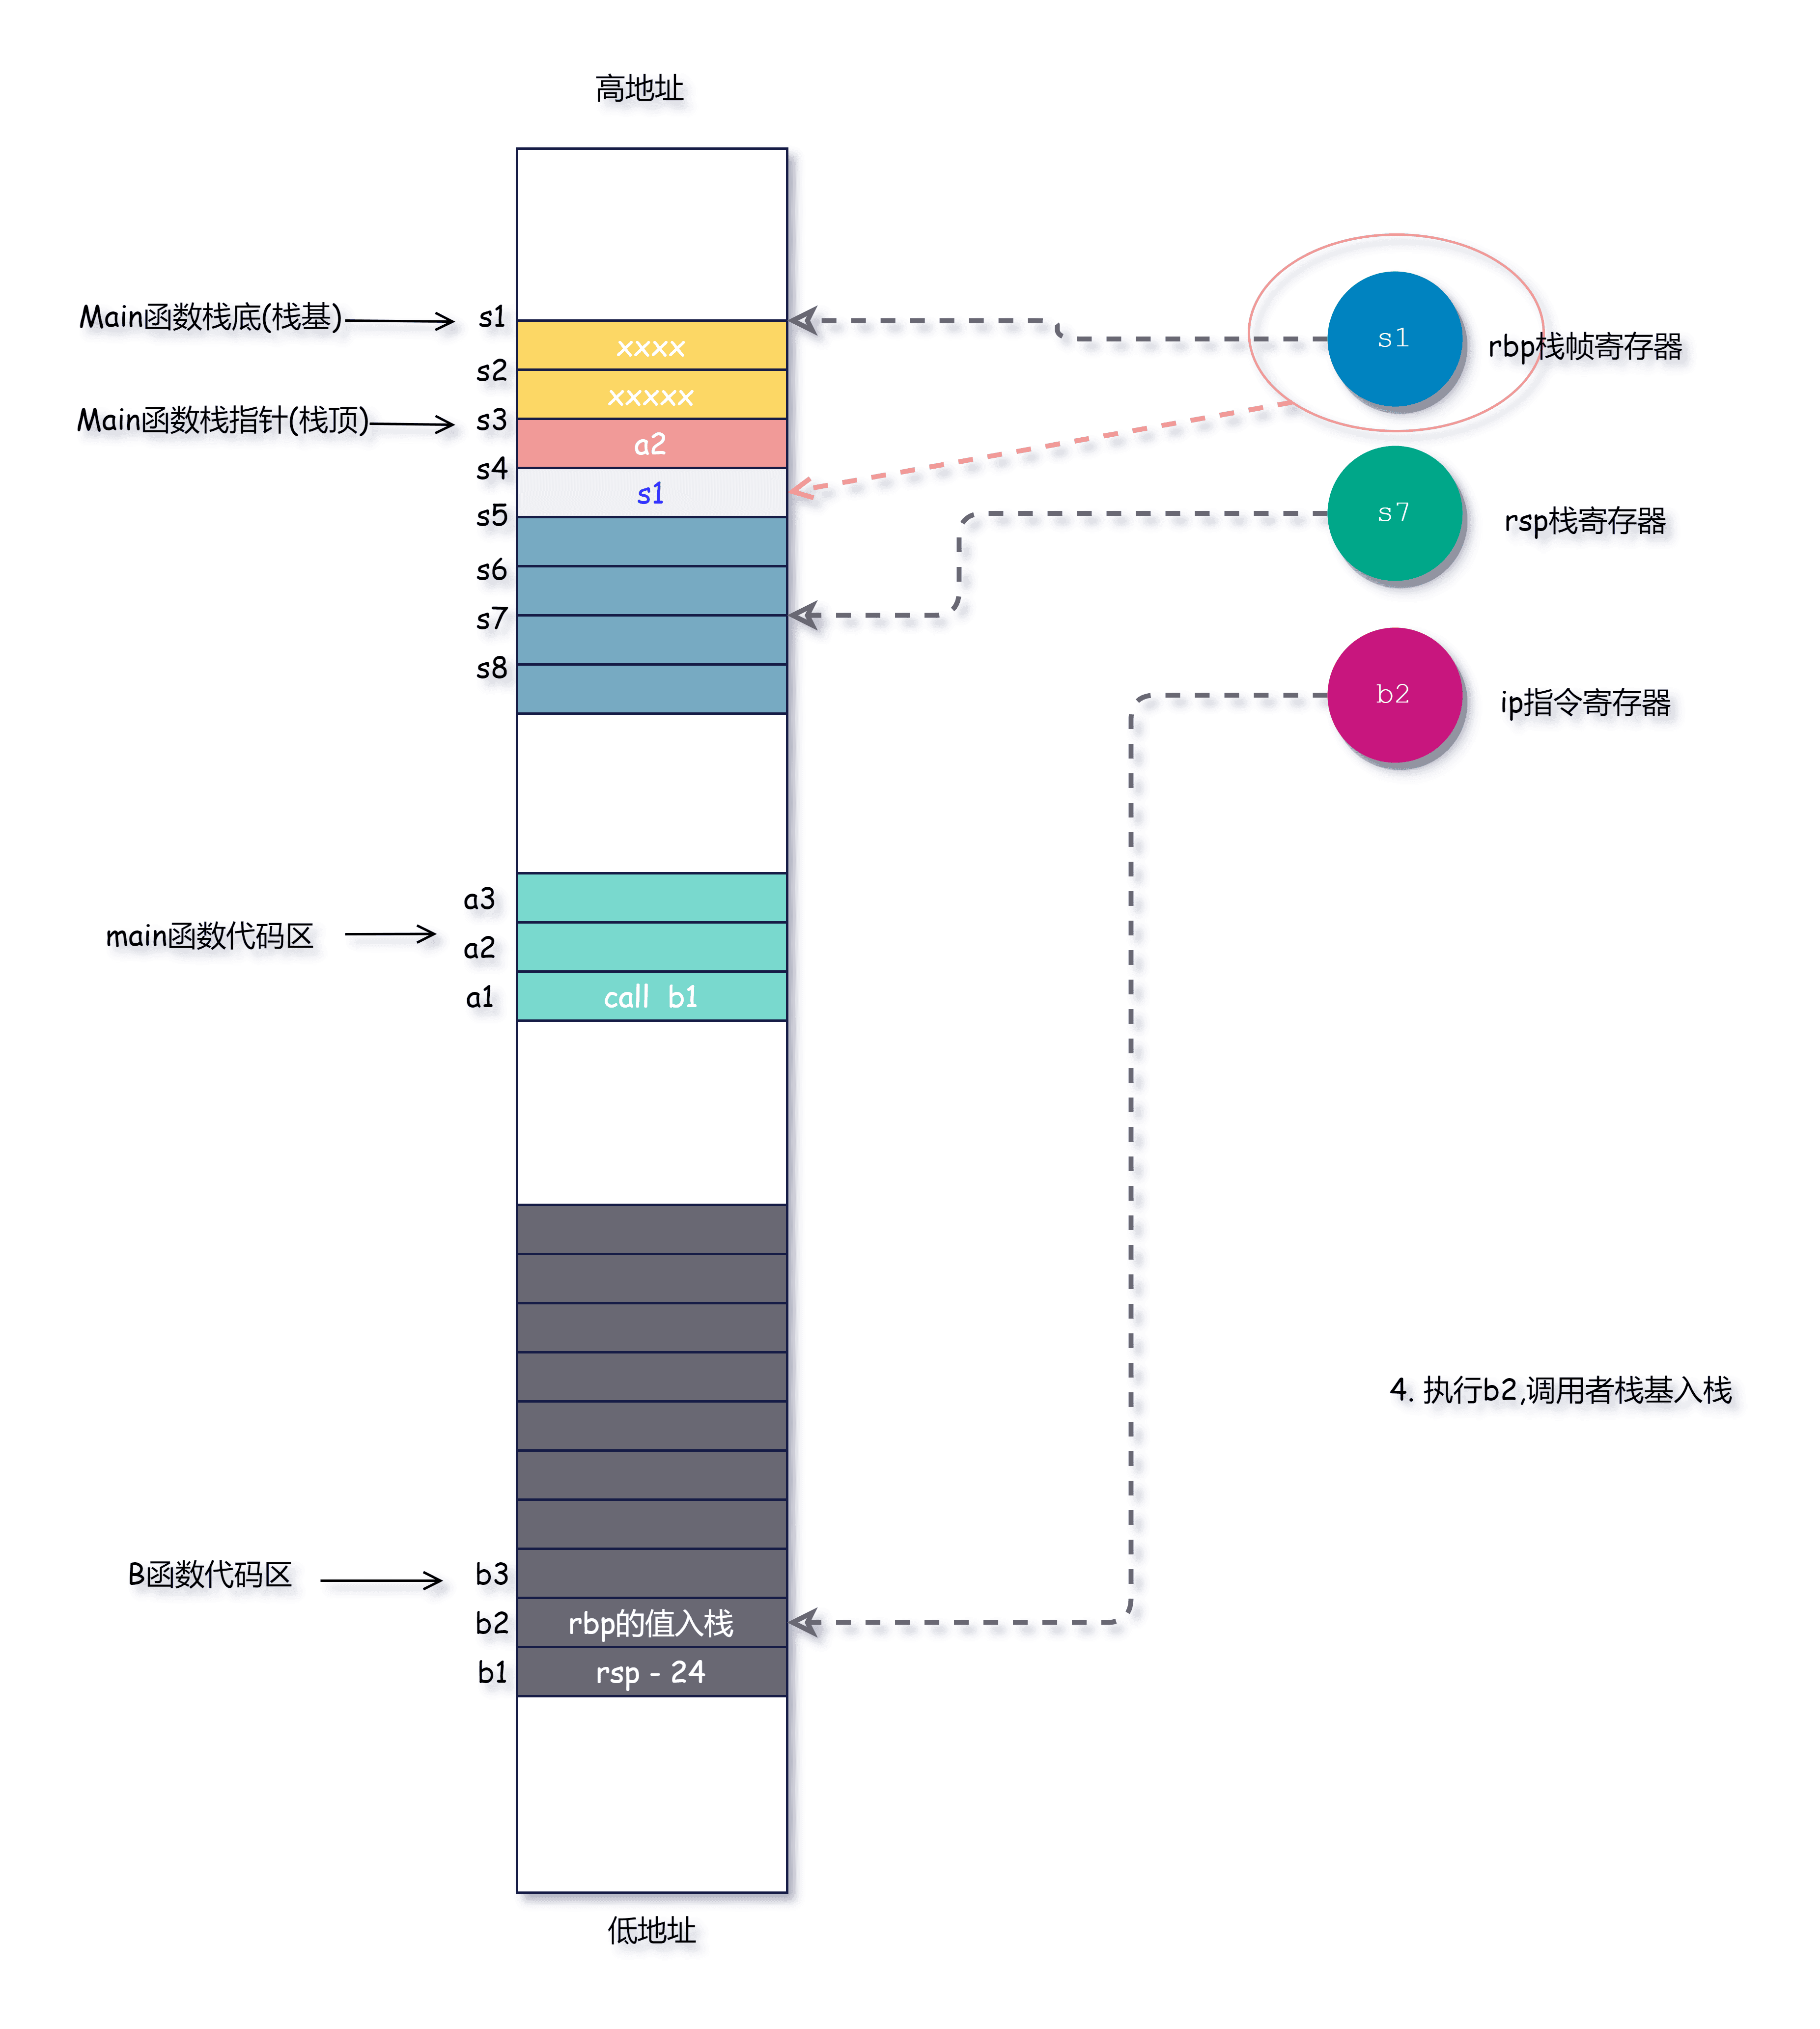 高地址
Main函数栈底(栈基)
s1
xxxx
s1
rbp栈帧寄存器
s2
xxxxx
Main函数栈指针(栈顶)
s3
a2
s4
s1
s5
s7
rsp栈寄存器
s6
s7
s8
b2
ip指令寄存器
a3
main函数代码区
a2
a1
call b1
4. 执行b2,调用者栈基入栈
B函数代码区
b3
b2
rbp的值入栈
b1
rsp - 24
低地址